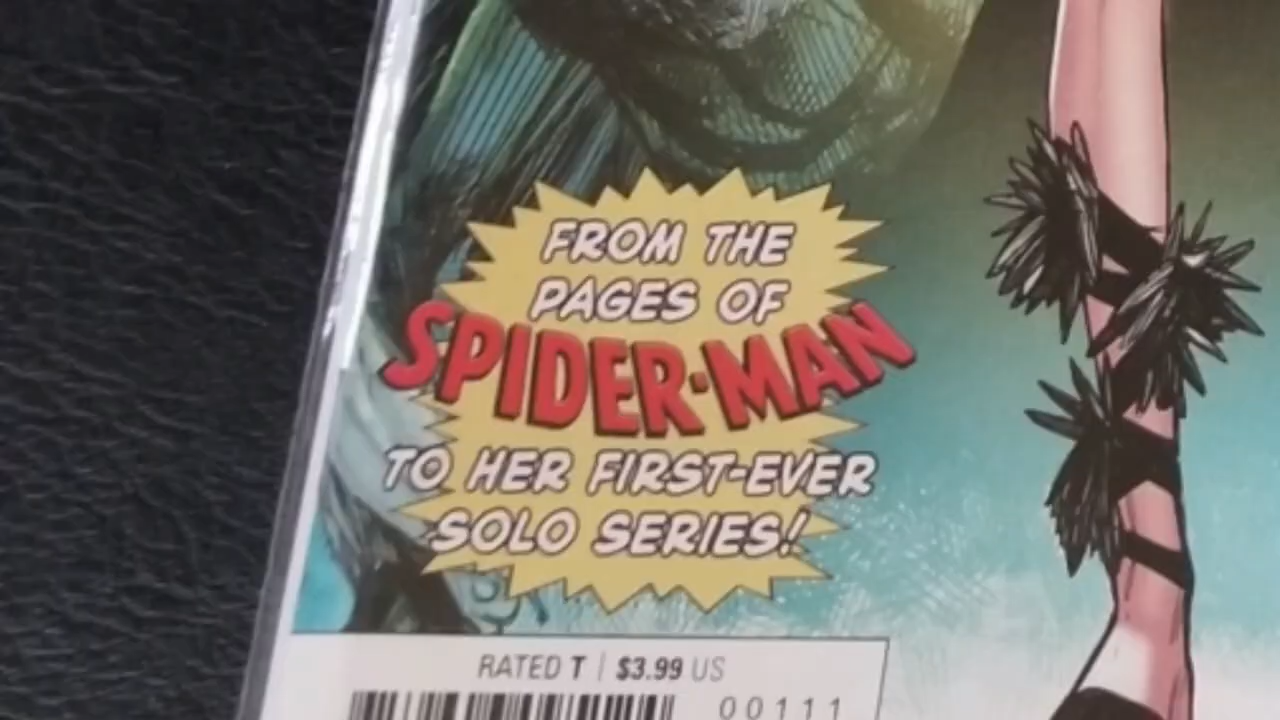 FROM THE
PAGES OF
SPIDER-MAN
TO HER FIRST-EVER
SOLO SERIES!
RATED T | $3.99 US
00111